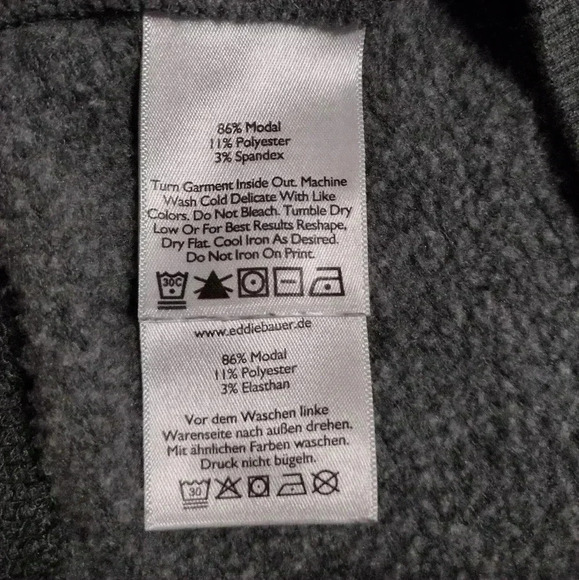 86% Modal
11% Polyester
3% Spandex
Turn Garment Inside Out. Machine
Wash Cold Delicate With Like
Colors. Do Not Bleach. Tumble Dry
Low Or For Best Results Reshape,
Dry Flat. Cool Iron As Desired.
Do Not Iron On Print.
30C
www.eddiebauer.de
86% Modal
11% Polyester
3% Elasthan
Vor dem Waschen linke
Warenseite nach außen drehen.
Mit ähnlichen Farben waschen.
Druck nicht bügeln.
30